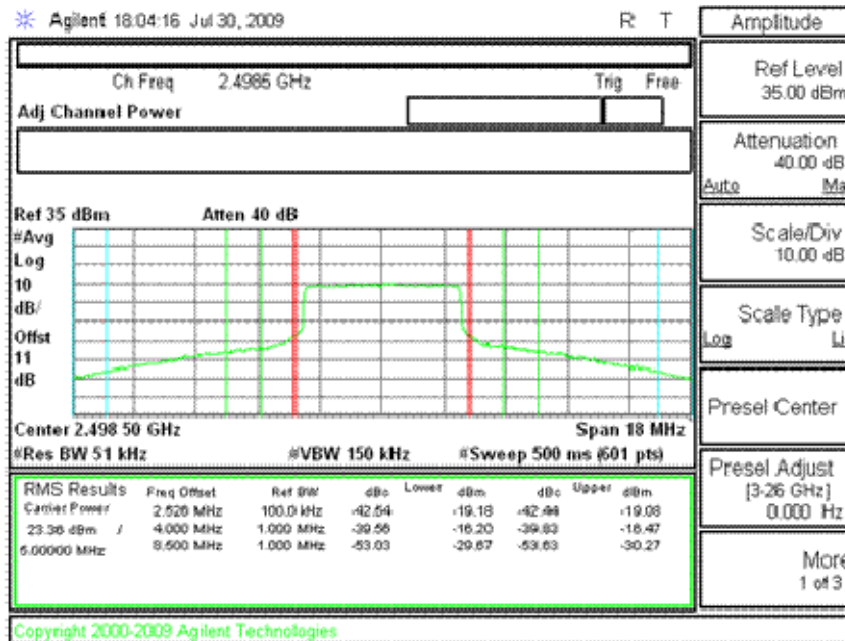 Agilent 18:04:16 Jul 30, 2009 R T
Ch Freq 2.4985 GHz Trig Free
Adj Channel Power
Ref 35 dBm Atten 40 dB
#Avg
Log
10
dB/
Offst
11
dB
Center 2.498 50 GHz Span 18 MHz
#Res BW 51 kHz #VBW 150 kHz #Sweep 500 ms (601 pts)
RMS Results Freq Offset Ref BW dBc Lower dBm dBc Upper dBm
Carrier Power 2.526 MHz 100.0 kHz -42.54 -19.18 -42.44 -19.08
23.36 dBm / 4.000 MHz 1.000 MHz -39.56 -16.20 -39.83 -16.47
5.00000 MHz 8.500 MHz 1.000 MHz -53.03 -29.67 -53.63 -30.27
Copyright 2000-2009 Agilent Technologies
Amplitude
Ref Level
35.00 dBm
Attenuation
40.00 dB
Auto Ma
Scale/Div
10.00 dB
Scale Type
Log Li
Presel Center
Presel Adjust
[3-26 GHz]
0.000 Hz
More
1 of 3